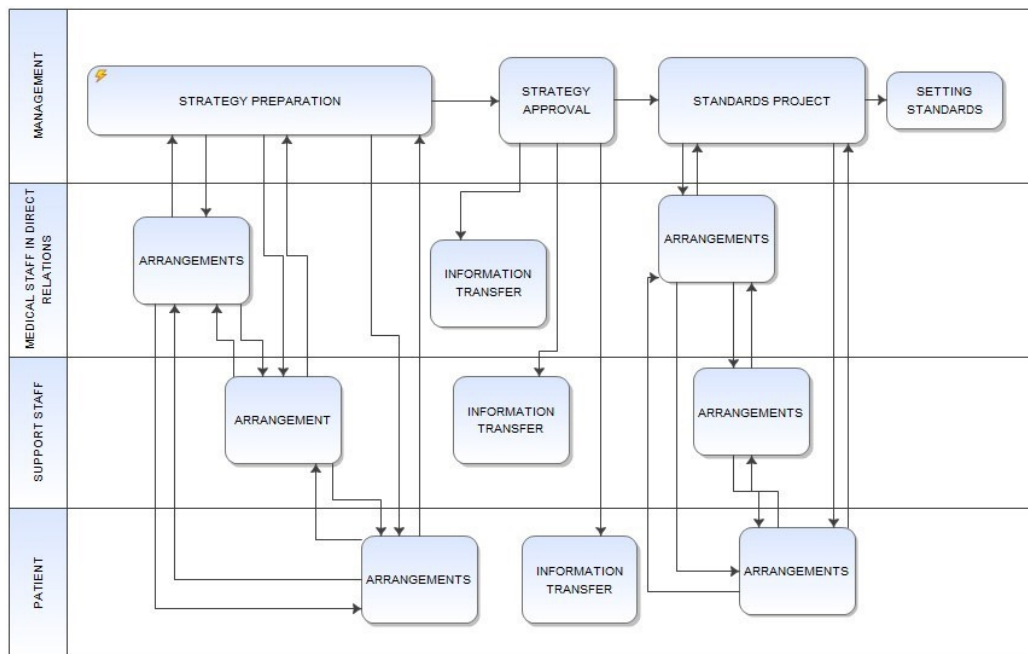 MANAGEMENT
STRATEGY PREPARATION
STRATEGY
APPROVAL
STANDARDS PROJECT
SETTING
STANDARDS
MEDICAL STAFF IN DIRECT
RELATIONS
ARRANGEMENTS
INFORMATION
TRANSFER
ARRANGEMENTS
SUPPORT STAFF
ARRANGEMENT
INFORMATION
TRANSFER
ARRANGEMENTS
PATIENT
ARRANGEMENTS
INFORMATION
TRANSFER
ARRANGEMENTS